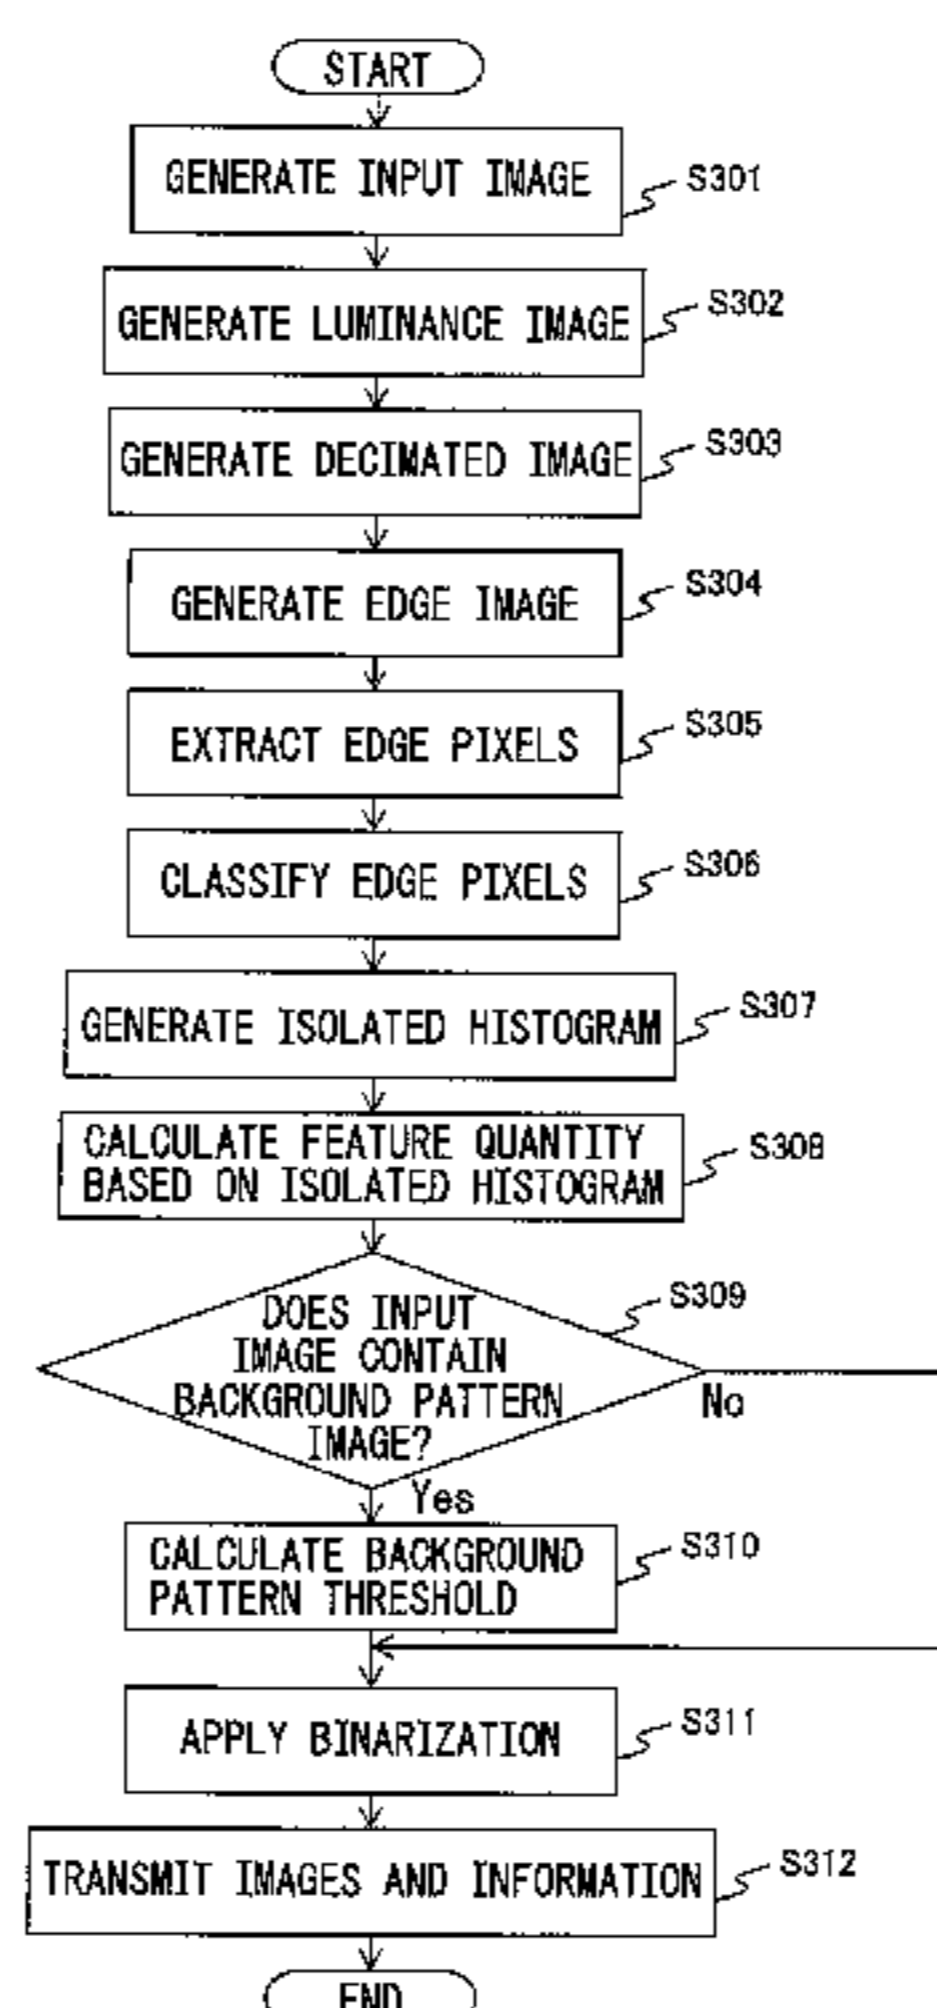 START
GENERATE INPUT IMAGE
S301
GENERATE LUMINANCE IMAGE
S302
GENERATE DECIMATED IMAGE
S303
GENERATE EDGE IMAGE
S304
EXTRACT EDGE PIXELS
S305
CLASSIFY EDGE PIXELS
S306
GENERATE ISOLATED HISTOGRAM
S307
CALCULATE FEATURE QUANTITY
BASED ON ISOLATED HISTOGRAM
S308
DOES INPUT
IMAGE CONTAIN
BACKGROUND PATTERN
IMAGE?
S309
No
Yes
CALCULATE BACKGROUND
PATTERN THRESHOLD
S310
APPLY BINARIZATION
S311
TRANSMIT IMAGES AND INFORMATION
S312
END